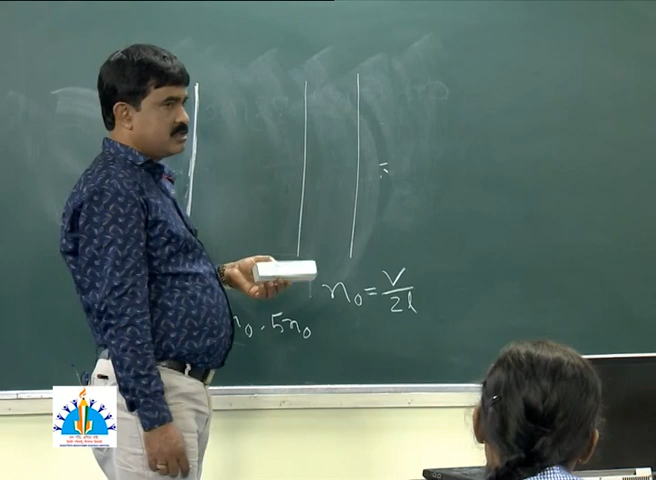 n₀ = v/2l
n₀ . 5n₀